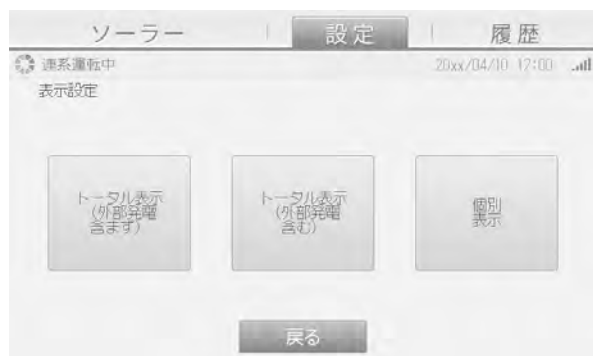 ソーラー 設定 履歴
連系運転中 20xx/04/10 17:00
表示設定
トータル表示
(外部発電
含まず)
トータル表示
(外部発電
含む)
個別
表示
戻る